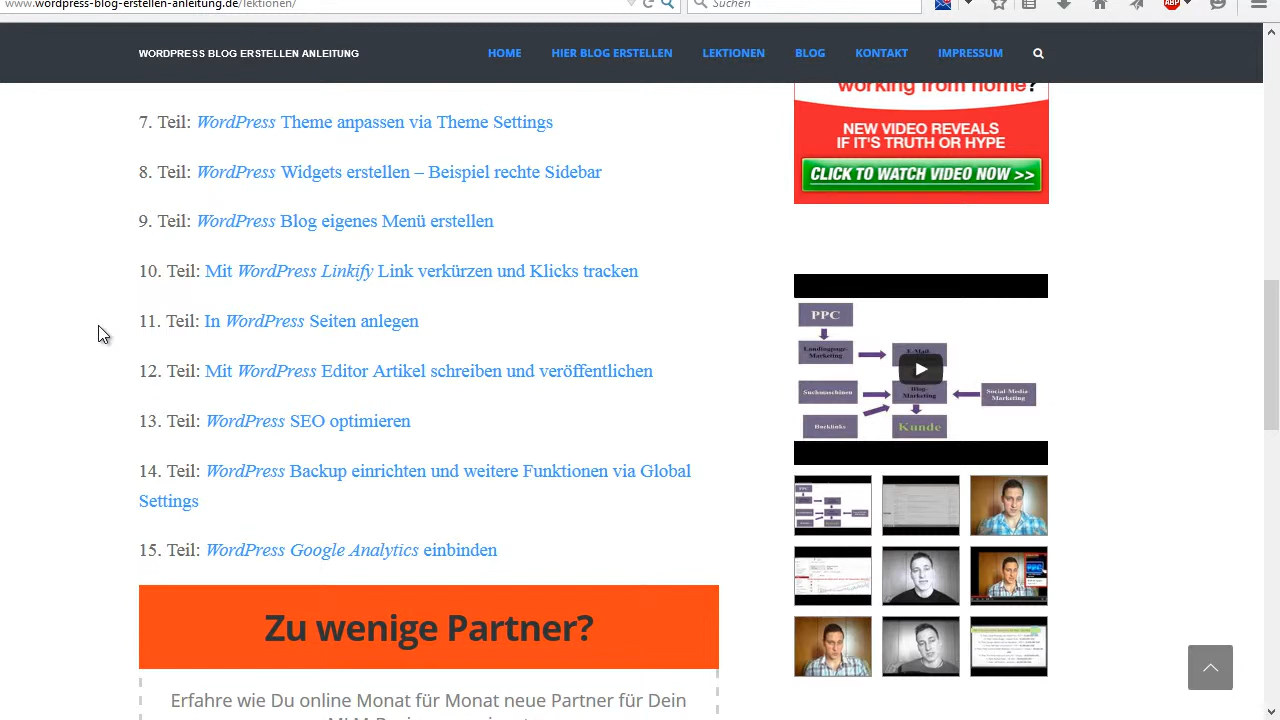 www.wordpress-blog-erstellen-anleitung.de/lektionen/
Suchen
ABP
WORDPRESS BLOG ERSTELLEN ANLEITUNG
HOME
HIER BLOG ERSTELLEN
LEKTIONEN
BLOG
KONTAKT
IMPRESSUM
7. Teil: WordPress Theme anpassen via Theme Settings
8. Teil: WordPress Widgets erstellen – Beispiel rechte Sidebar
9. Teil: WordPress Blog eigenes Menü erstellen
10. Teil: Mit WordPress Linkify Link verkürzen und Klicks tracken
11. Teil: In WordPress Seiten anlegen
12. Teil: Mit WordPress Editor Artikel schreiben und veröffentlichen
13. Teil: WordPress SEO optimieren
14. Teil: WordPress Backup einrichten und weitere Funktionen via Global
Settings
15. Teil: WordPress Google Analytics einbinden
Zu wenige Partner?
Erfahre wie Du online Monat für Monat neue Partner für Dein
working from home?
NEW VIDEO REVEALS
IF IT'S TRUTH OR HYPE
CLICK TO WATCH VIDEO NOW >>
PPC
Landingpage-
Marketing
E-Mail
Suchmaschinen
Blog-
Marketing
Social-Media
Marketing
Backlinks
Kunde